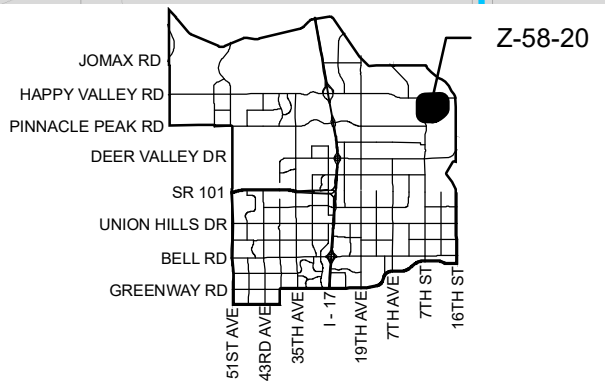 Z-58-20
JOMAX RD
HAPPY VALLEY RD
PINNACLE PEAK RD
DEER VALLEY DR
SR 101
UNION HILLS DR
BELL RD
GREENWAY RD
51ST AVE
43RD AVE
35TH AVE
I - 17
19TH AVE
7TH AVE
7TH ST
16TH ST